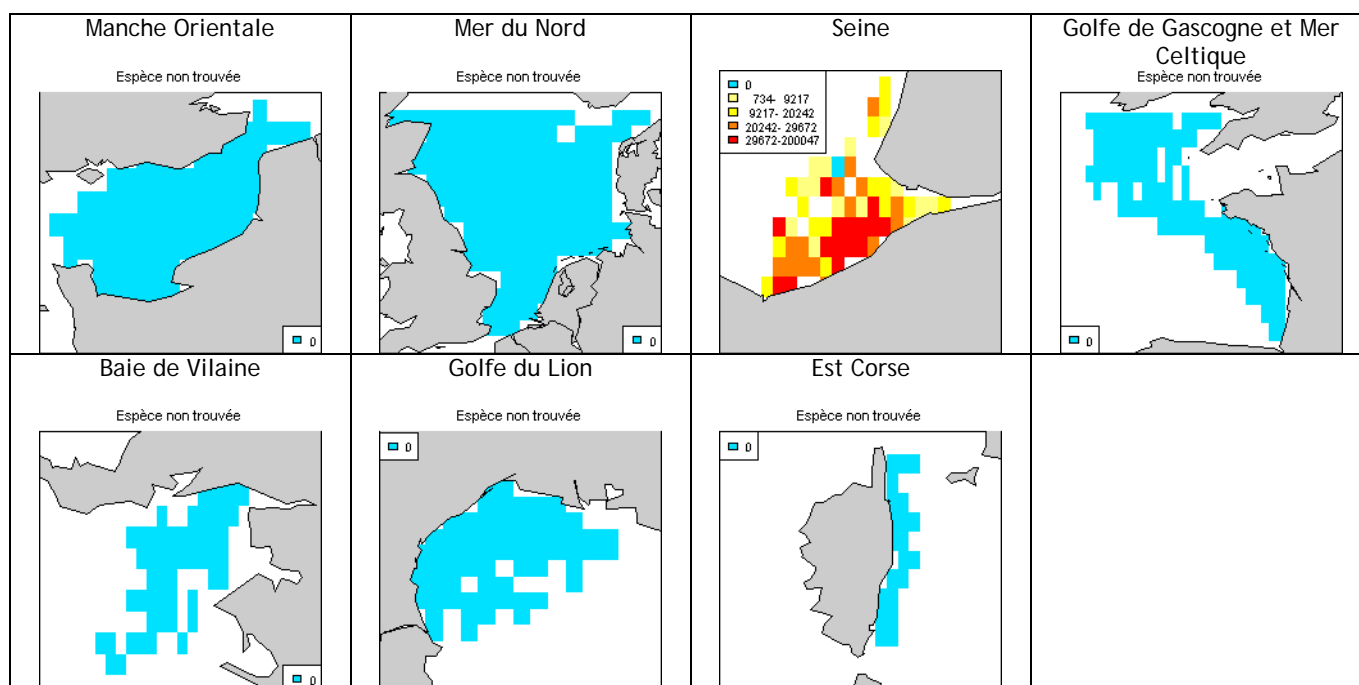 Manche Orientale
Espèce non trouvée
0
Mer du Nord
Espèce non trouvée
0
Seine
0
734- 9217
9217- 20242
20242- 29672
29672-200047
Golfe de Gascogne et Mer
Celtique
Espèce non trouvée
0
Baie de Vilaine
Espèce non trouvée
0
Golfe du Lion
Espèce non trouvée
0
Est Corse
Espèce non trouvée
0